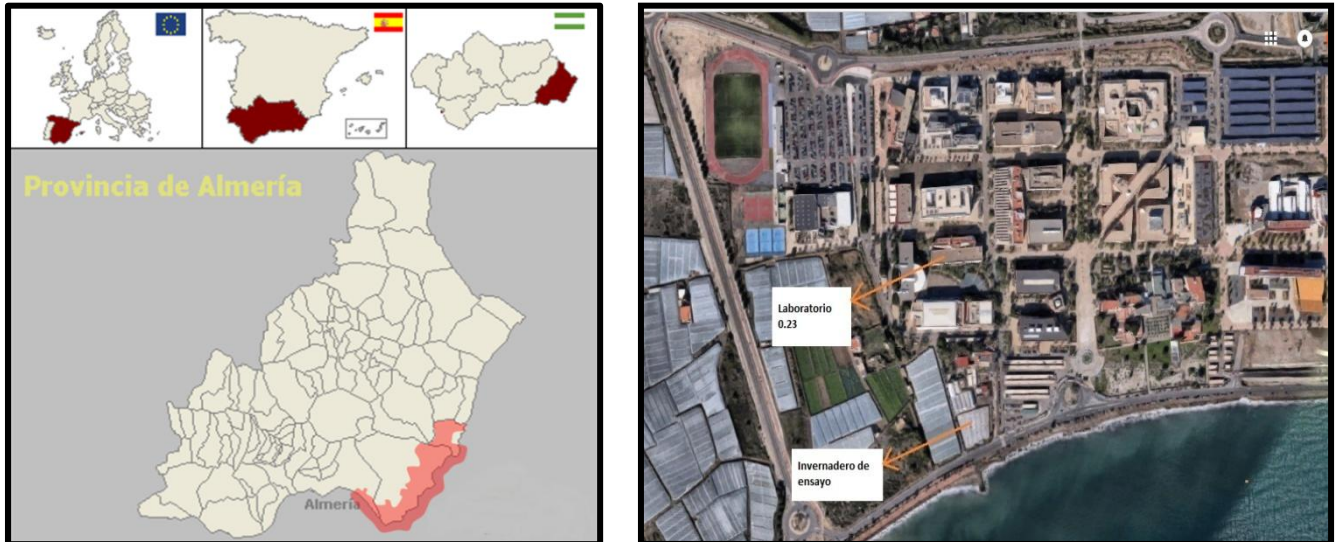 Provincia de Almería
Almería
Laboratorio
0.23
Invernadero de
ensayo